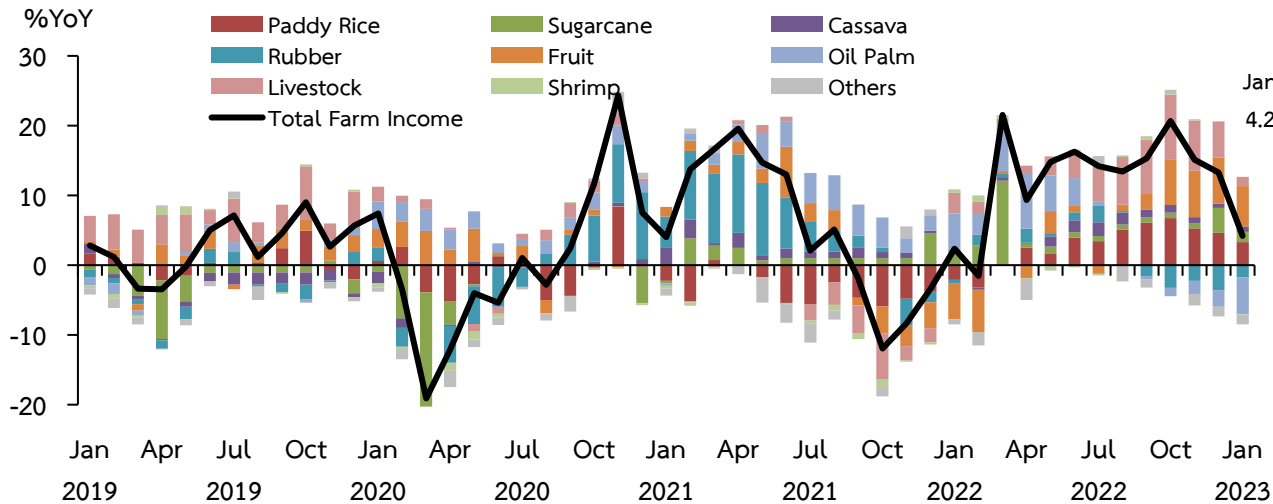 %YoY
Paddy Rice Sugarcane Cassava
Rubber Fruit Oil Palm
Livestock Shrimp Others
Total Farm Income
Jan
4.2
30
20
10
0
-10
-20
Jan Apr Jul Oct Jan Apr Jul Oct Jan Apr Jul Oct Jan Apr Jul Oct Jan
2019 2019 2020 2020 2021 2021 2022 2022 2023